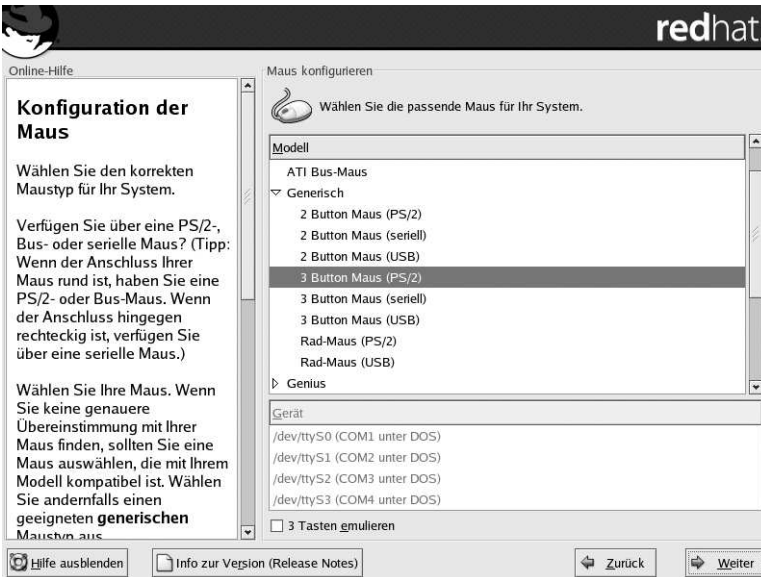 redhat.
Online-Hilfe
Konfiguration der
Maus
Wählen Sie den korrekten
Maustyp für Ihr System.
Verfügen Sie über eine PS/2-,
Bus- oder serielle Maus? (Tipp:
Wenn der Anschluss Ihrer
Maus rund ist, haben Sie eine
PS/2- oder Bus-Maus. Wenn
der Anschluss hingegen
rechteckig ist, verfügen Sie
über eine serielle Maus.)
Wählen Sie Ihre Maus. Wenn
Sie keine genauere
Übereinstimmung mit Ihrer
Maus finden, sollten Sie eine
Maus auswählen, die mit Ihrem
Modell kompatibel ist. Wählen
Sie andernfalls einen
geeigneten generischen
Maustyp aus.
Maus konfigurieren
Wählen Sie die passende Maus für Ihr System.
Modell
ATI Bus-Maus
Generisch
2 Button Maus (PS/2)
2 Button Maus (seriell)
2 Button Maus (USB)
3 Button Maus (PS/2)
3 Button Maus (seriell)
3 Button Maus (USB)
Rad-Maus (PS/2)
Rad-Maus (USB)
Genius
Gerät
/dev/ttyS0 (COM1 unter DOS)
/dev/ttyS1 (COM2 unter DOS)
/dev/ttyS2 (COM3 unter DOS)
/dev/ttyS3 (COM4 unter DOS)
3 Tasten emulieren
Hilfe ausblenden
Info zur Version (Release Notes)
Zurück
Weiter